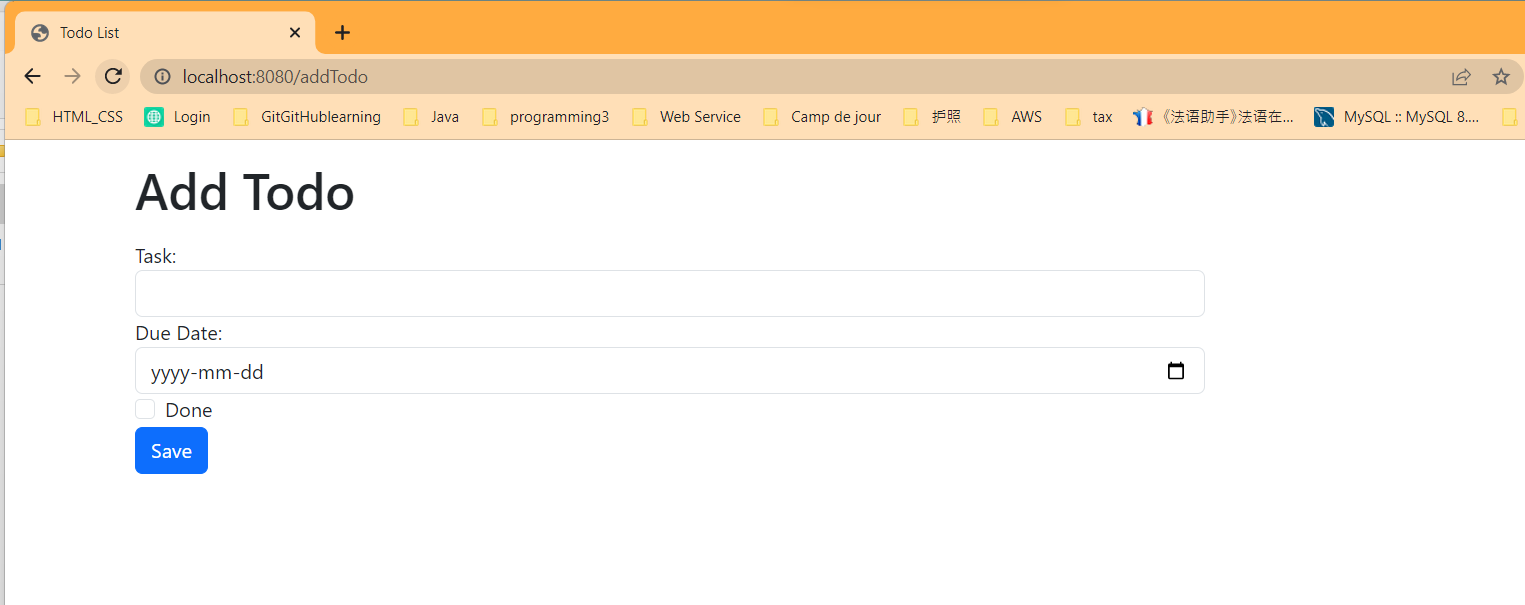 Todo List
localhost:8080/addTodo
HTML_CSS Login GitGitHublearning Java programming3 Web Service Camp de jour 护照 AWS tax 《法语助手》法语在... MySQL :: MySQL 8....
Add Todo
Task:
Due Date:
yyyy-mm-dd
Done
Save